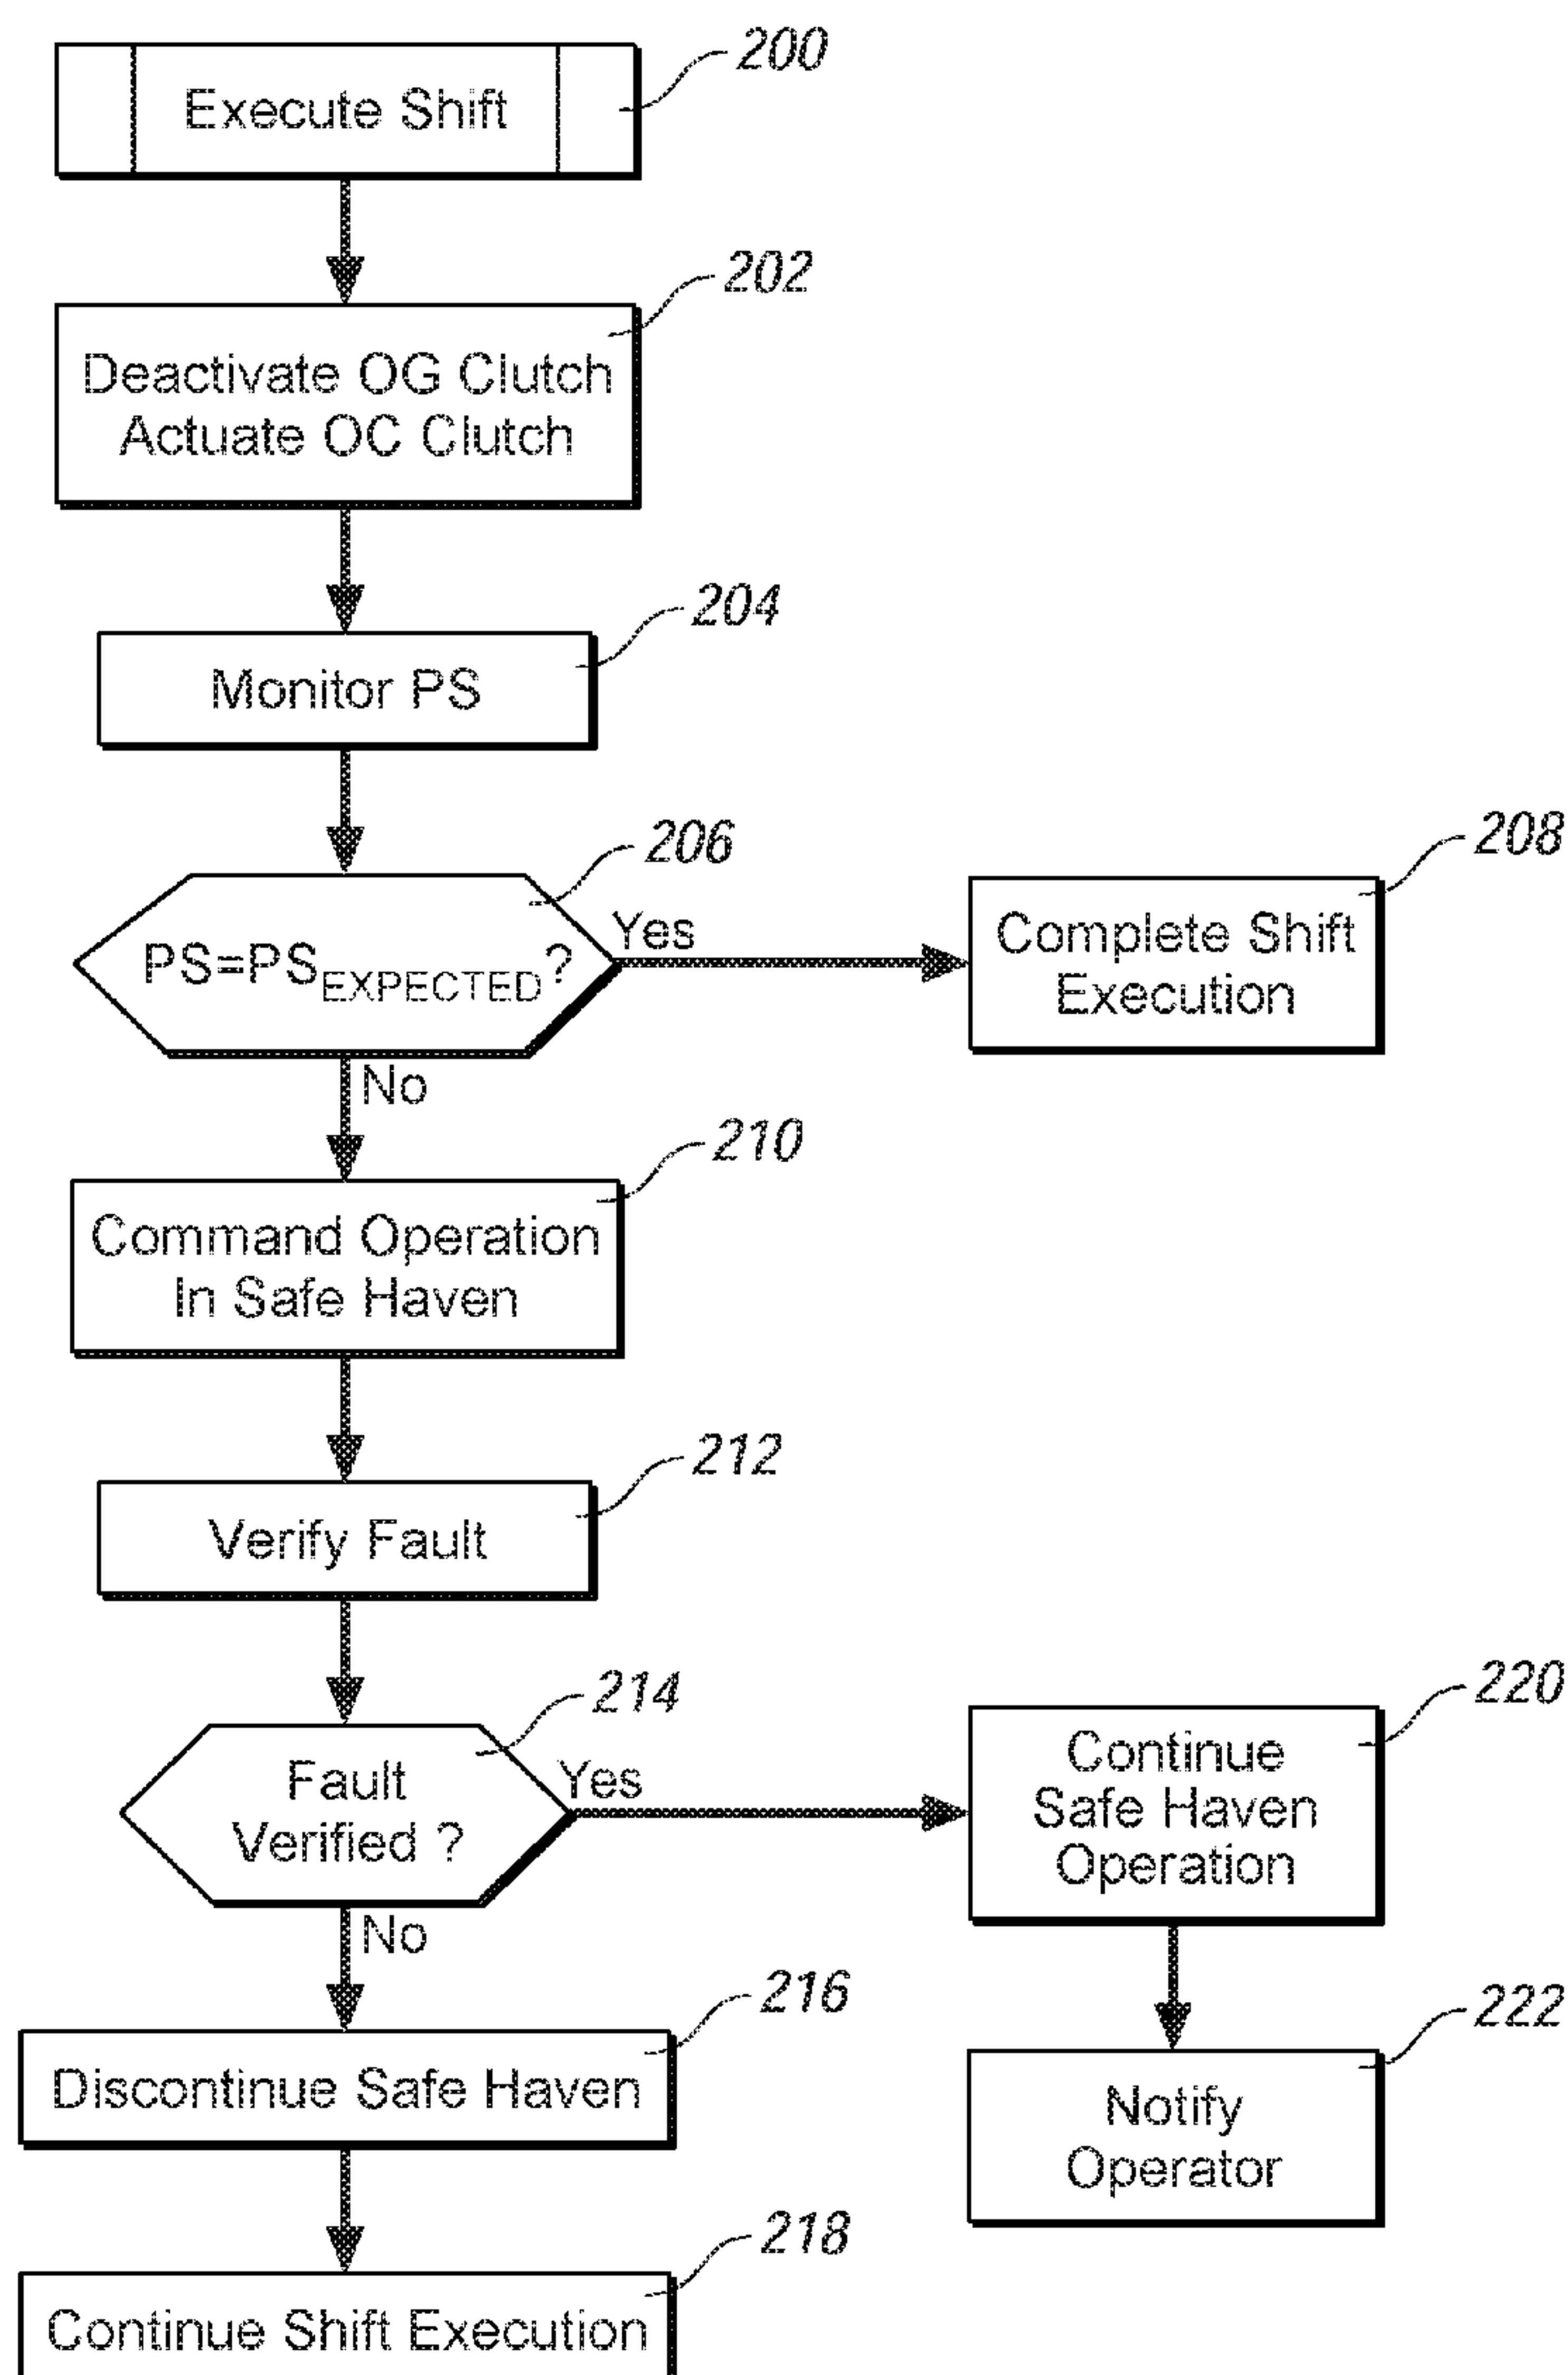 200
Execute Shift
202
Deactivate OG Clutch
Actuate OC Clutch
204
Monitor PS
206
PS=PSEXPECTED?
Yes
208
Complete Shift
Execution
No
210
Command Operation
In Safe Haven
212
Verify Fault
214
Fault
Verified ?
Yes
220
Continue
Safe Haven
Operation
No
216
Discontinue Safe Haven
222
Notify
Operator
218
Continue Shift Execution